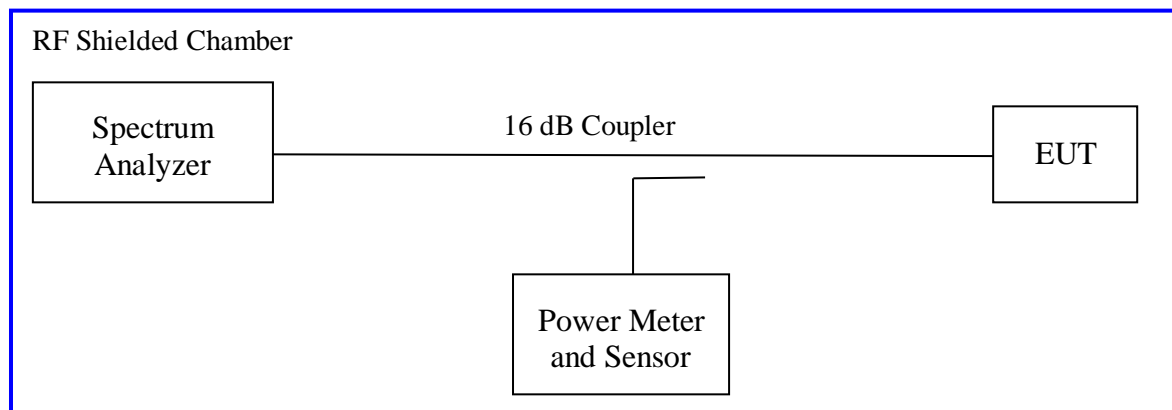 RF Shielded Chamber
Spectrum
Analyzer
16 dB Coupler
EUT
Power Meter
and Sensor